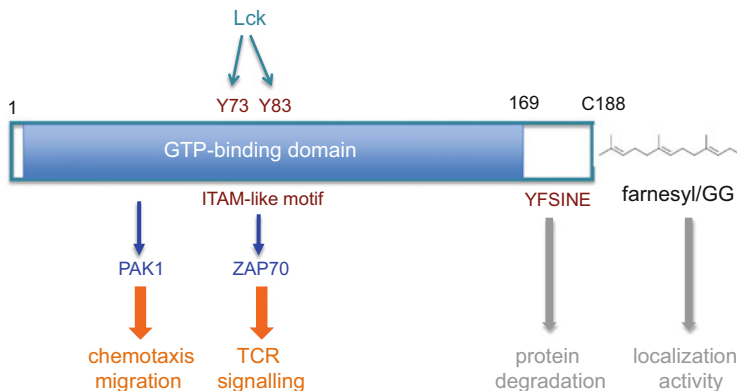 Lck
Y73 Y83
1
169
C188
GTP-binding domain
ITAM-like motif
YFSINE
farnesyl/GG
PAK1
ZAP70
chemotaxis
migration
TCR
signalling
protein
degradation
localization
activity